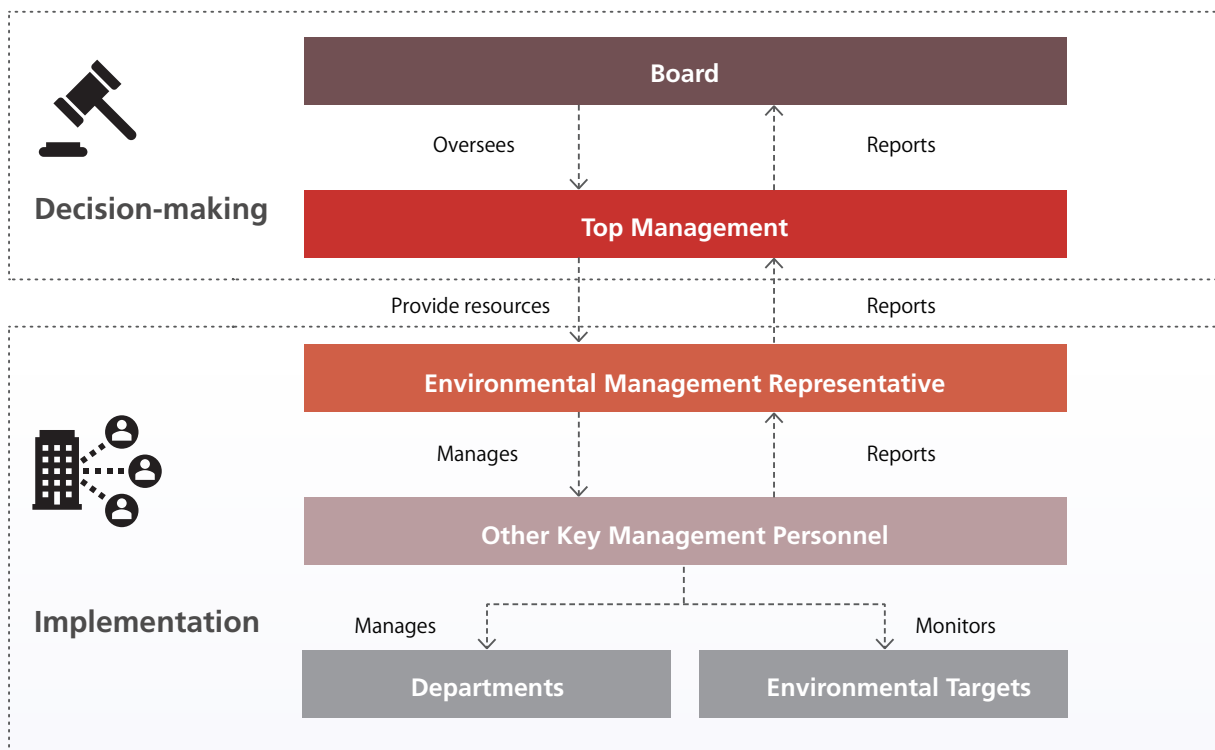 Board
Oversees
Reports
Decision-making
Top Management
Provide resources
Reports
Environmental Management Representative
Manages
Reports
Other Key Management Personnel
Implementation
Manages
Monitors
Departments
Environmental Targets